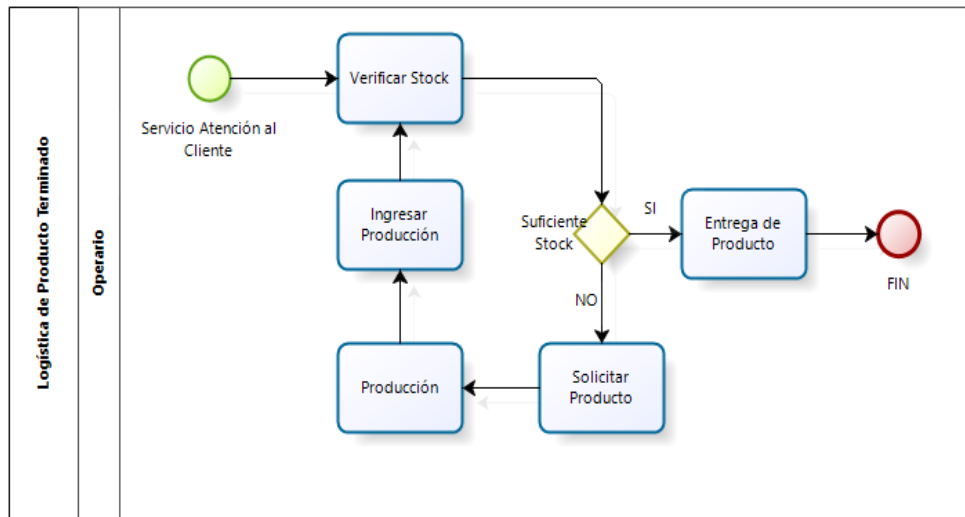 Logística de Producto Terminado
Operario
Servicio Atención al
Cliente
Verificar Stock
Ingresar
Producción
Producción
Suficiente
Stock
SI
NO
Solicitar
Producto
Entrega de
Producto
FIN